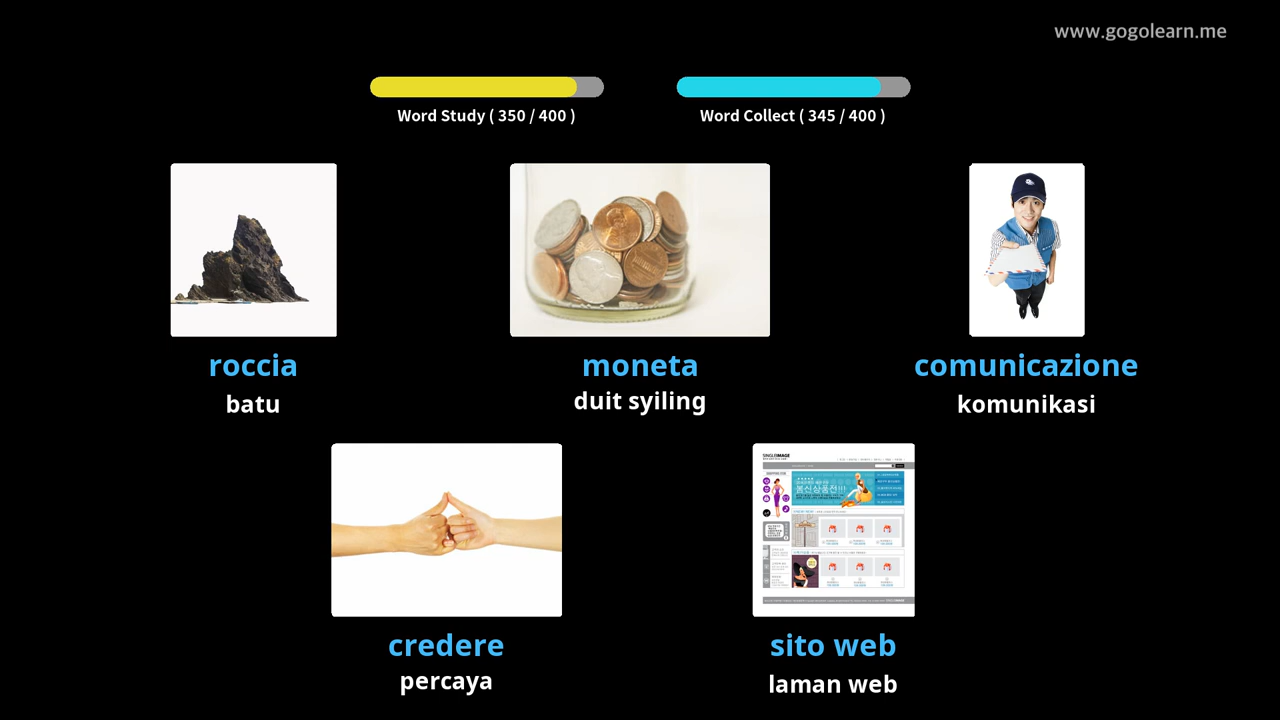 www.gogolearn.me
Word Study ( 350 / 400 )
Word Collect ( 345 / 400 )
roccia
moneta
comunicazione
batu
duit syiling
komunikasi
credere
sito web
percaya
laman web